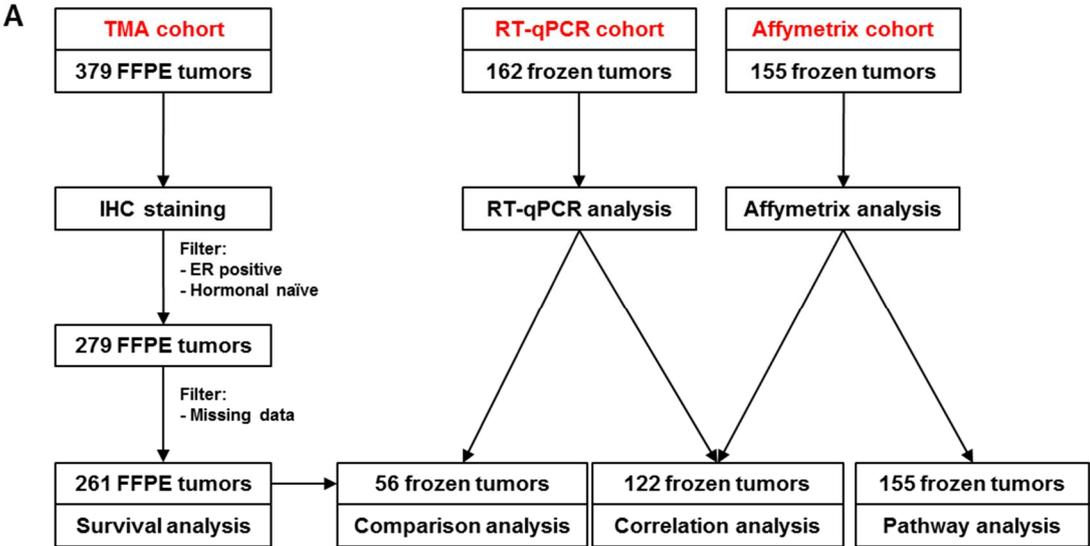 A
TMA cohort
379 FFPE tumors
RT-qPCR cohort
162 frozen tumors
Affymetrix cohort
155 frozen tumors
IHC staining
RT-qPCR analysis
Affymetrix analysis
Filter:
- ER positive
- Hormonal naïve
279 FFPE tumors
Filter:
- Missing data
261 FFPE tumors
Survival analysis
56 frozen tumors
Comparison analysis
122 frozen tumors
Correlation analysis
155 frozen tumors
Pathway analysis